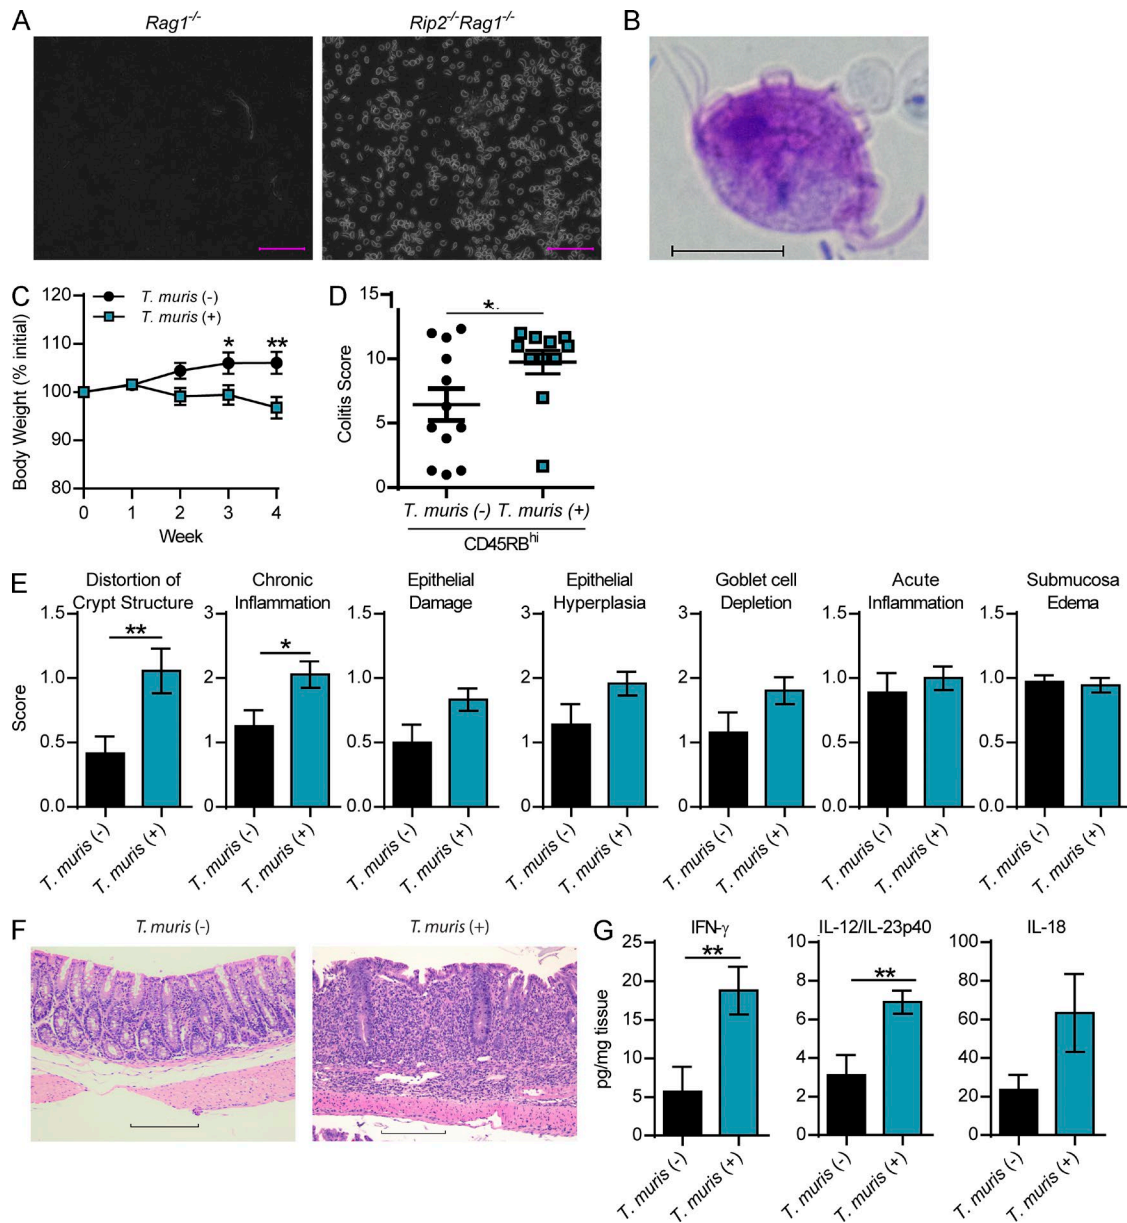 A
Rag1-/-
Rip2-/-Rag1-/-
B
C
120
110
100
90
80
Body Weight (% initial)
T. muris (-)
T. muris (+)
*
**
0 1 2 3 4
Week
D
15
10
5
0
Colitis Score
*
T. muris (-) T. muris (+)
CD45RBhi
E
Distortion of
Crypt Structure
Chronic
Inflammation
Epithelial
Damage
Epithelial
Hyperplasia
Goblet cell
Depletion
Acute
Inflammation
Submucosa
Edema
Score
1.5
1.0
0.5
0.0
**
T. muris (-)
T. muris (+)
3
2
1
0
*
T. muris (-)
T. muris (+)
1.5
1.0
0.5
0.0
T. muris (-)
T. muris (+)
3
2
1
0
T. muris (-)
T. muris (+)
3
2
1
0
T. muris (-)
T. muris (+)
1.5
1.0
0.5
0.0
T. muris (-)
T. muris (+)
1.5
1.0
0.5
0.0
T. muris (-)
T. muris (+)
F
T. muris (-)
T. muris (+)
G
IFN-γ
pg/mg tissue
25
20
15
10
5
0
**
T. muris (-)
T. muris (+)
IL-12/IL-23p40
8
6
4
2
0
**
T. muris (-)
T. muris (+)
IL-18
100
80
60
40
20
0
T. muris (-)
T. muris (+)